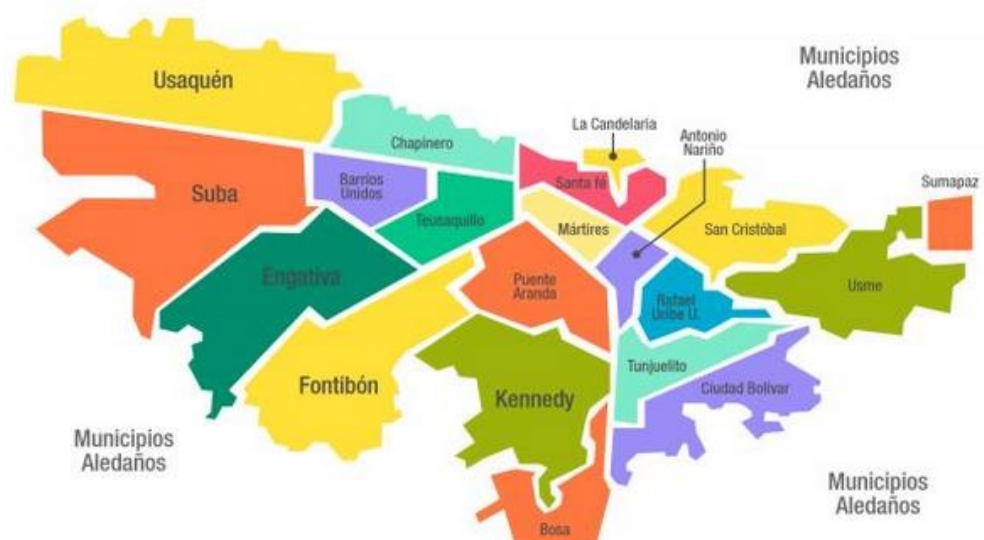 Municipios
Aledaños
Usaquén
La Candelaria
Antonio
Nariño
Chapinero
Sumapaz
Barrios
Unidos
Santa fé
Suba
Teusaquillo
Mártires
San Cristóbal
Engativa
Puente
Aranda
Usme
Rafael
Uribe U.
Tunjuelito
Fontibón
Ciudad Bolívar
Kennedy
Municipios
Aledaños
Municipios
Aledaños
Bosa